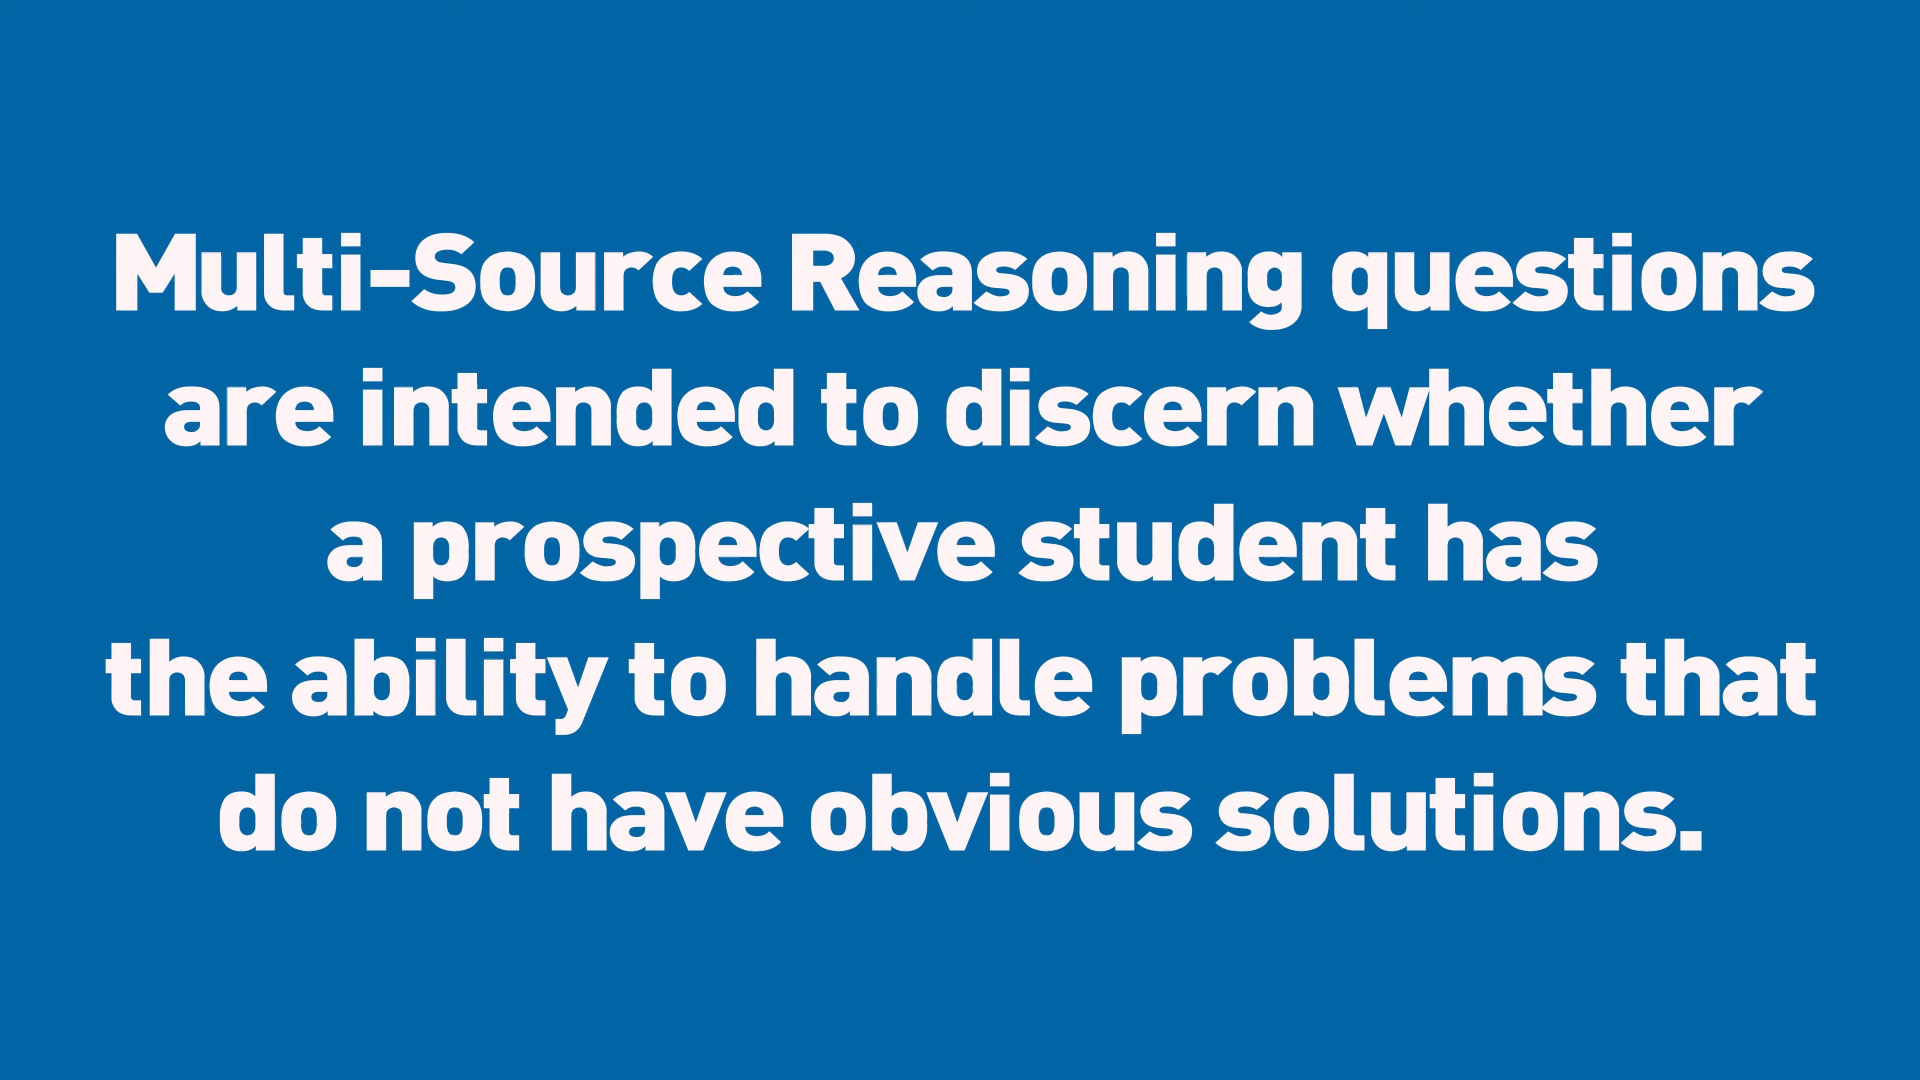 Multi-Source Reasoning questions
are intended to discern whether
a prospective student has
the ability to handle problems that
do not have obvious solutions.